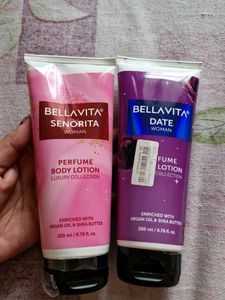 BELLAVITA®
SENORITA
WOMAN
PERFUME
BODY LOTION
LUXURY COLLECTION
ENRICHED WITH
ARGAN OIL & SHEA BUTTER
200 ml / 6.76 fl. oz.
BELLAVITA®
DATE
WOMAN
FUME
LOTION
COLLECTION
ENRICHED WITH
ARGAN OIL & SHEA BUTTER
200 ml / 6.76 fl. oz.